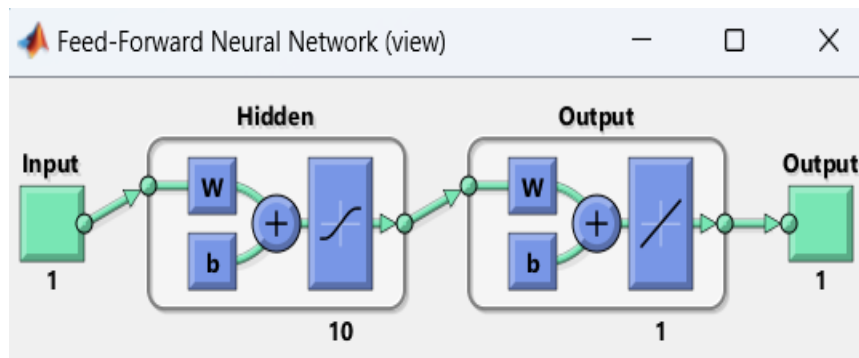 Feed-Forward Neural Network (view)
Hidden
Output
Input
Output
W
b
+
W
b
+
1
10
1
1